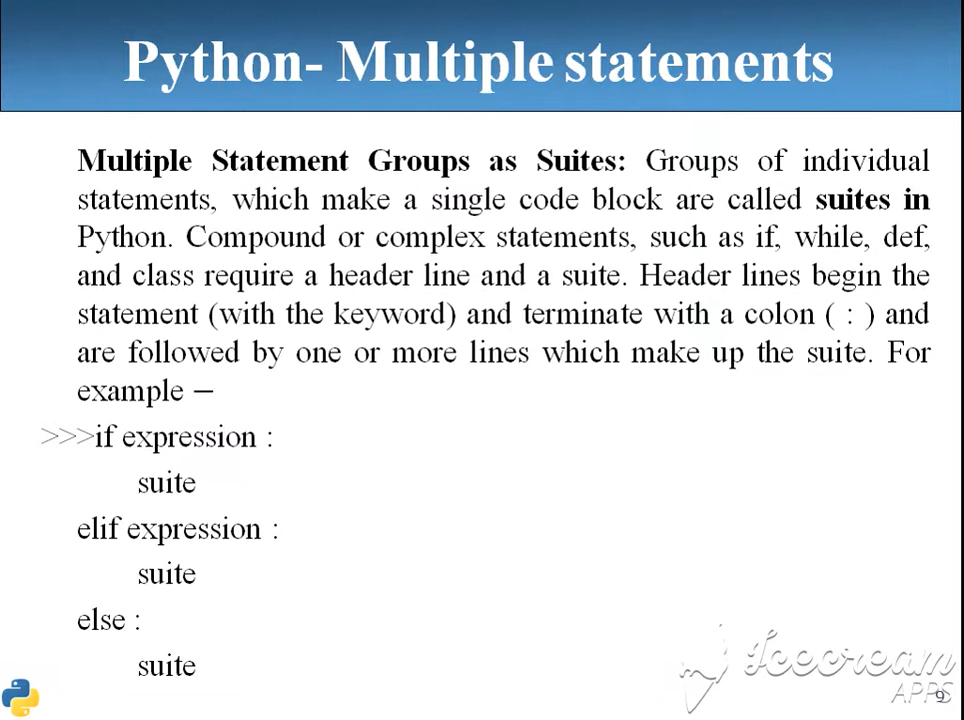 Python- Multiple statements
Multiple Statement Groups as Suites: Groups of individual
statements, which make a single code block are called suites in
Python. Compound or complex statements, such as if, while, def,
and class require a header line and a suite. Header lines begin the
statement (with the keyword) and terminate with a colon ( : ) and
are followed by one or more lines which make up the suite. For
example −
>>>if expression :
suite
elif expression :
suite
else :
suite
Icecream
APPS
9